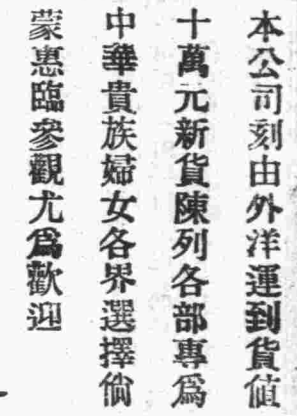 本公司刻由外洋運到貨值
十萬元新貨陳列各部專爲
中華貴族婦女各界選擇倘
蒙惠臨參觀尤爲歡迎